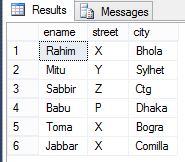 Results Messages
ename street city
1 Rahim X Bhola
2 Mitu Y Sylhet
3 Sabbir Z Ctg
4 Babu P Dhaka
5 Toma X Bogra
6 Jabbar X Comilla